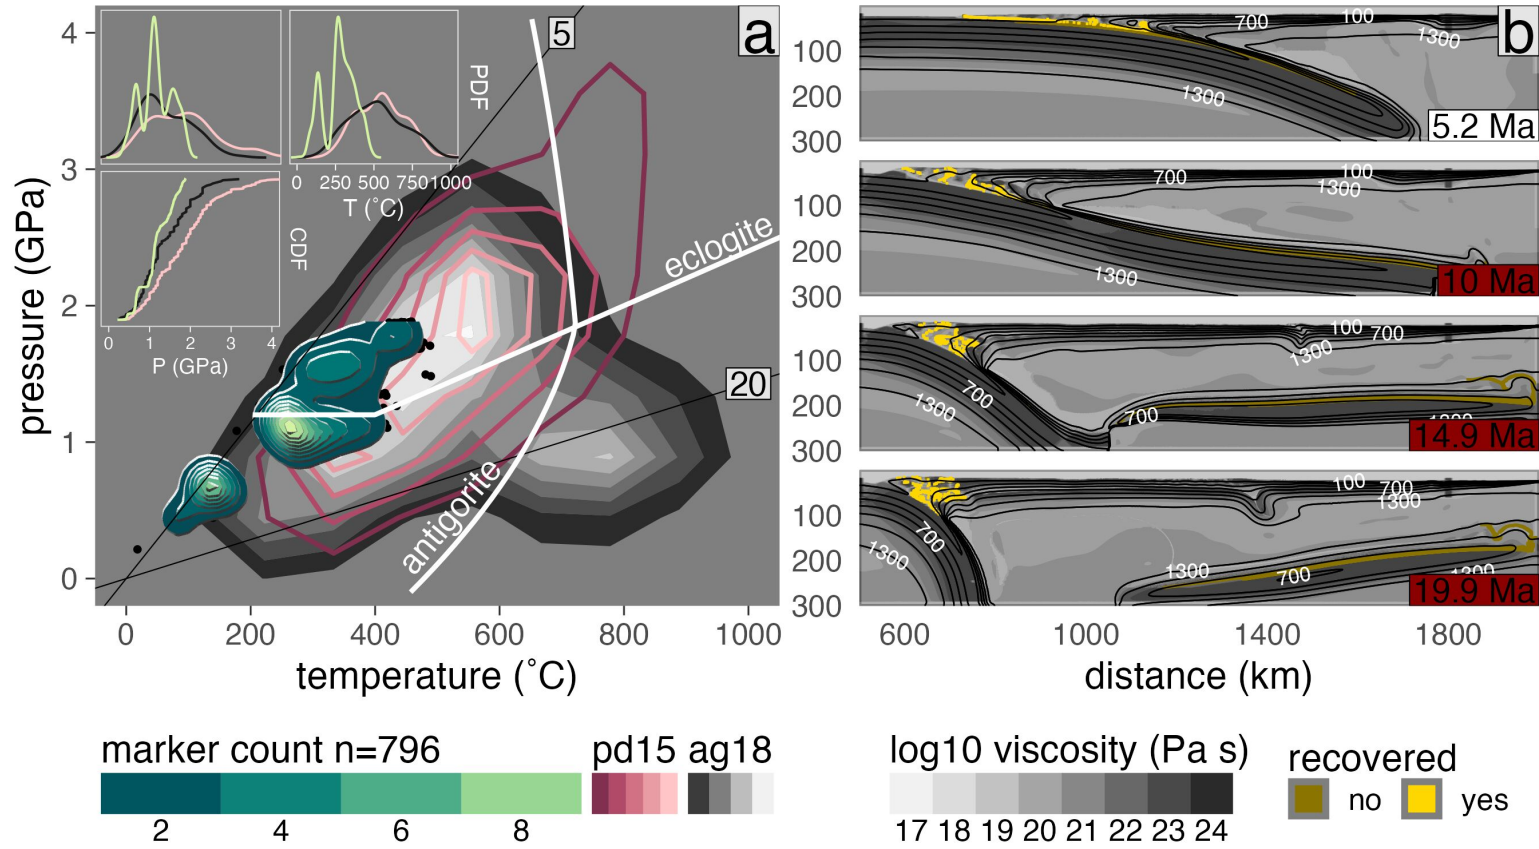 a
4
3
2
1
0
pressure (GPa)
0
200
400
600
800
1000
temperature (˚C)
5
20
eclogite
antigorite
PDF
0 250 500 750 1000
T (˚C)
CDF
0 1 2 3 4
P (GPa)
b
100
200
300
700
100
1300
1300
5.2 Ma
100
200
300
700
100
1300
1300
10 Ma
100
200
300
100
700
1300
700
1300
700
1300
14.9 Ma
100
200
300
100
700
1300
700
1300
1300
700
1300
19.9 Ma
600
1000
1400
1800
distance (km)
marker count n=796
2 4 6 8
pd15
ag18
log10 viscosity (Pa s)
17 18 19 20 21 22 23 24
recovered
no
yes